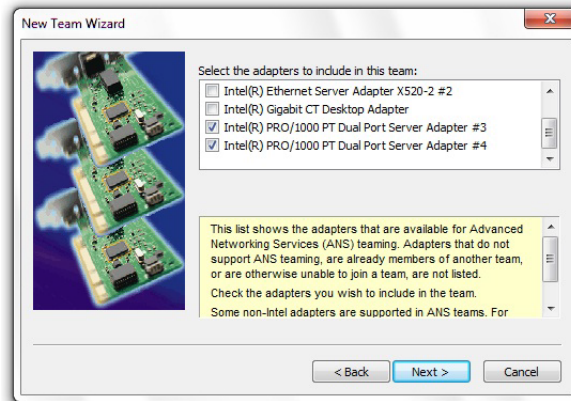 New Team Wizard
Select the adapters to include in this team:
Intel(R) Ethernet Server Adapter X520-2 #2
Intel(R) Gigabit CT Desktop Adapter
Intel(R) PRO/1000 PT Dual Port Server Adapter #3
Intel(R) PRO/1000 PT Dual Port Server Adapter #4
This list shows the adapters that are available for Advanced
Networking Services (ANS) teaming. Adapters that do not
support ANS teaming, are already members of another team,
or are otherwise unable to join a team, are not listed.
Check the adapters you wish to include in the team.
Some non-Intel adapters are supported in ANS teams. For
< Back
Next >
Cancel